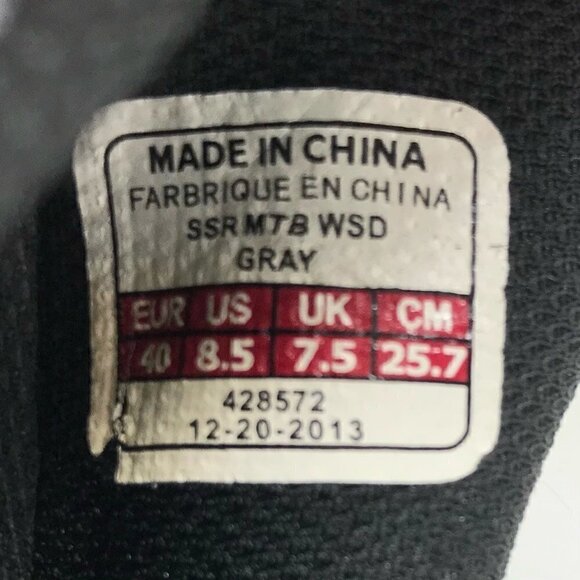 MADE IN CHINA
FARBRIQUE EN CHINA
SSR MTB WSD
GRAY
EUR US UK CM
40 8.5 7.5 25.7
428572
12-20-2013